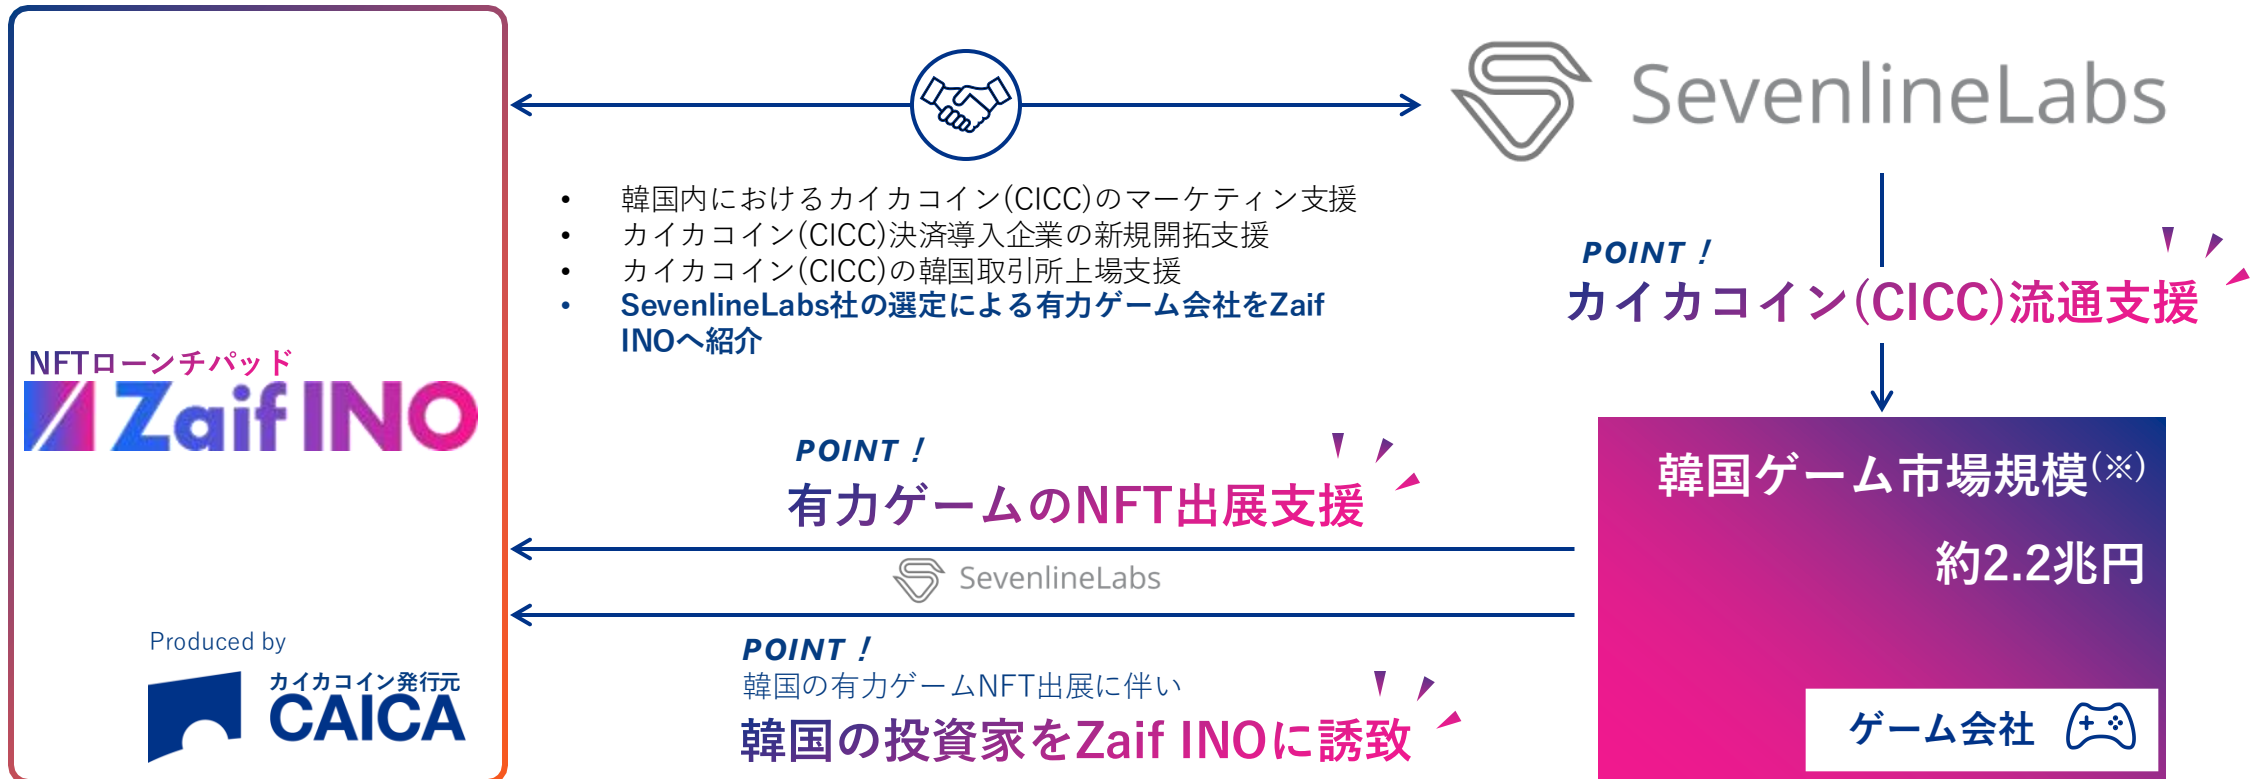 SevenlineLabs
• 韓国内におけるカイカコイン(CICC)のマーケティン支援
• カイカコイン(CICC)決済導入企業の新規開拓支援
• カイカコイン(CICC)の韓国取引所上場支援
• SevenlineLabs社の選定による有力ゲーム会社をZaif
INOへ紹介
POINT！
カイカコイン(CICC)流通支援
NFTローンチパッド
Zaif INO
POINT！
有力ゲームのNFT出展支援
SevenlineLabs
韓国ゲーム市場規模(※)
約2.2兆円
ゲーム会社
POINT！
韓国の有力ゲームNFT出展に伴い
韓国の投資家をZaif INOに誘致
Produced by
カイカコイン発行元
CAICA